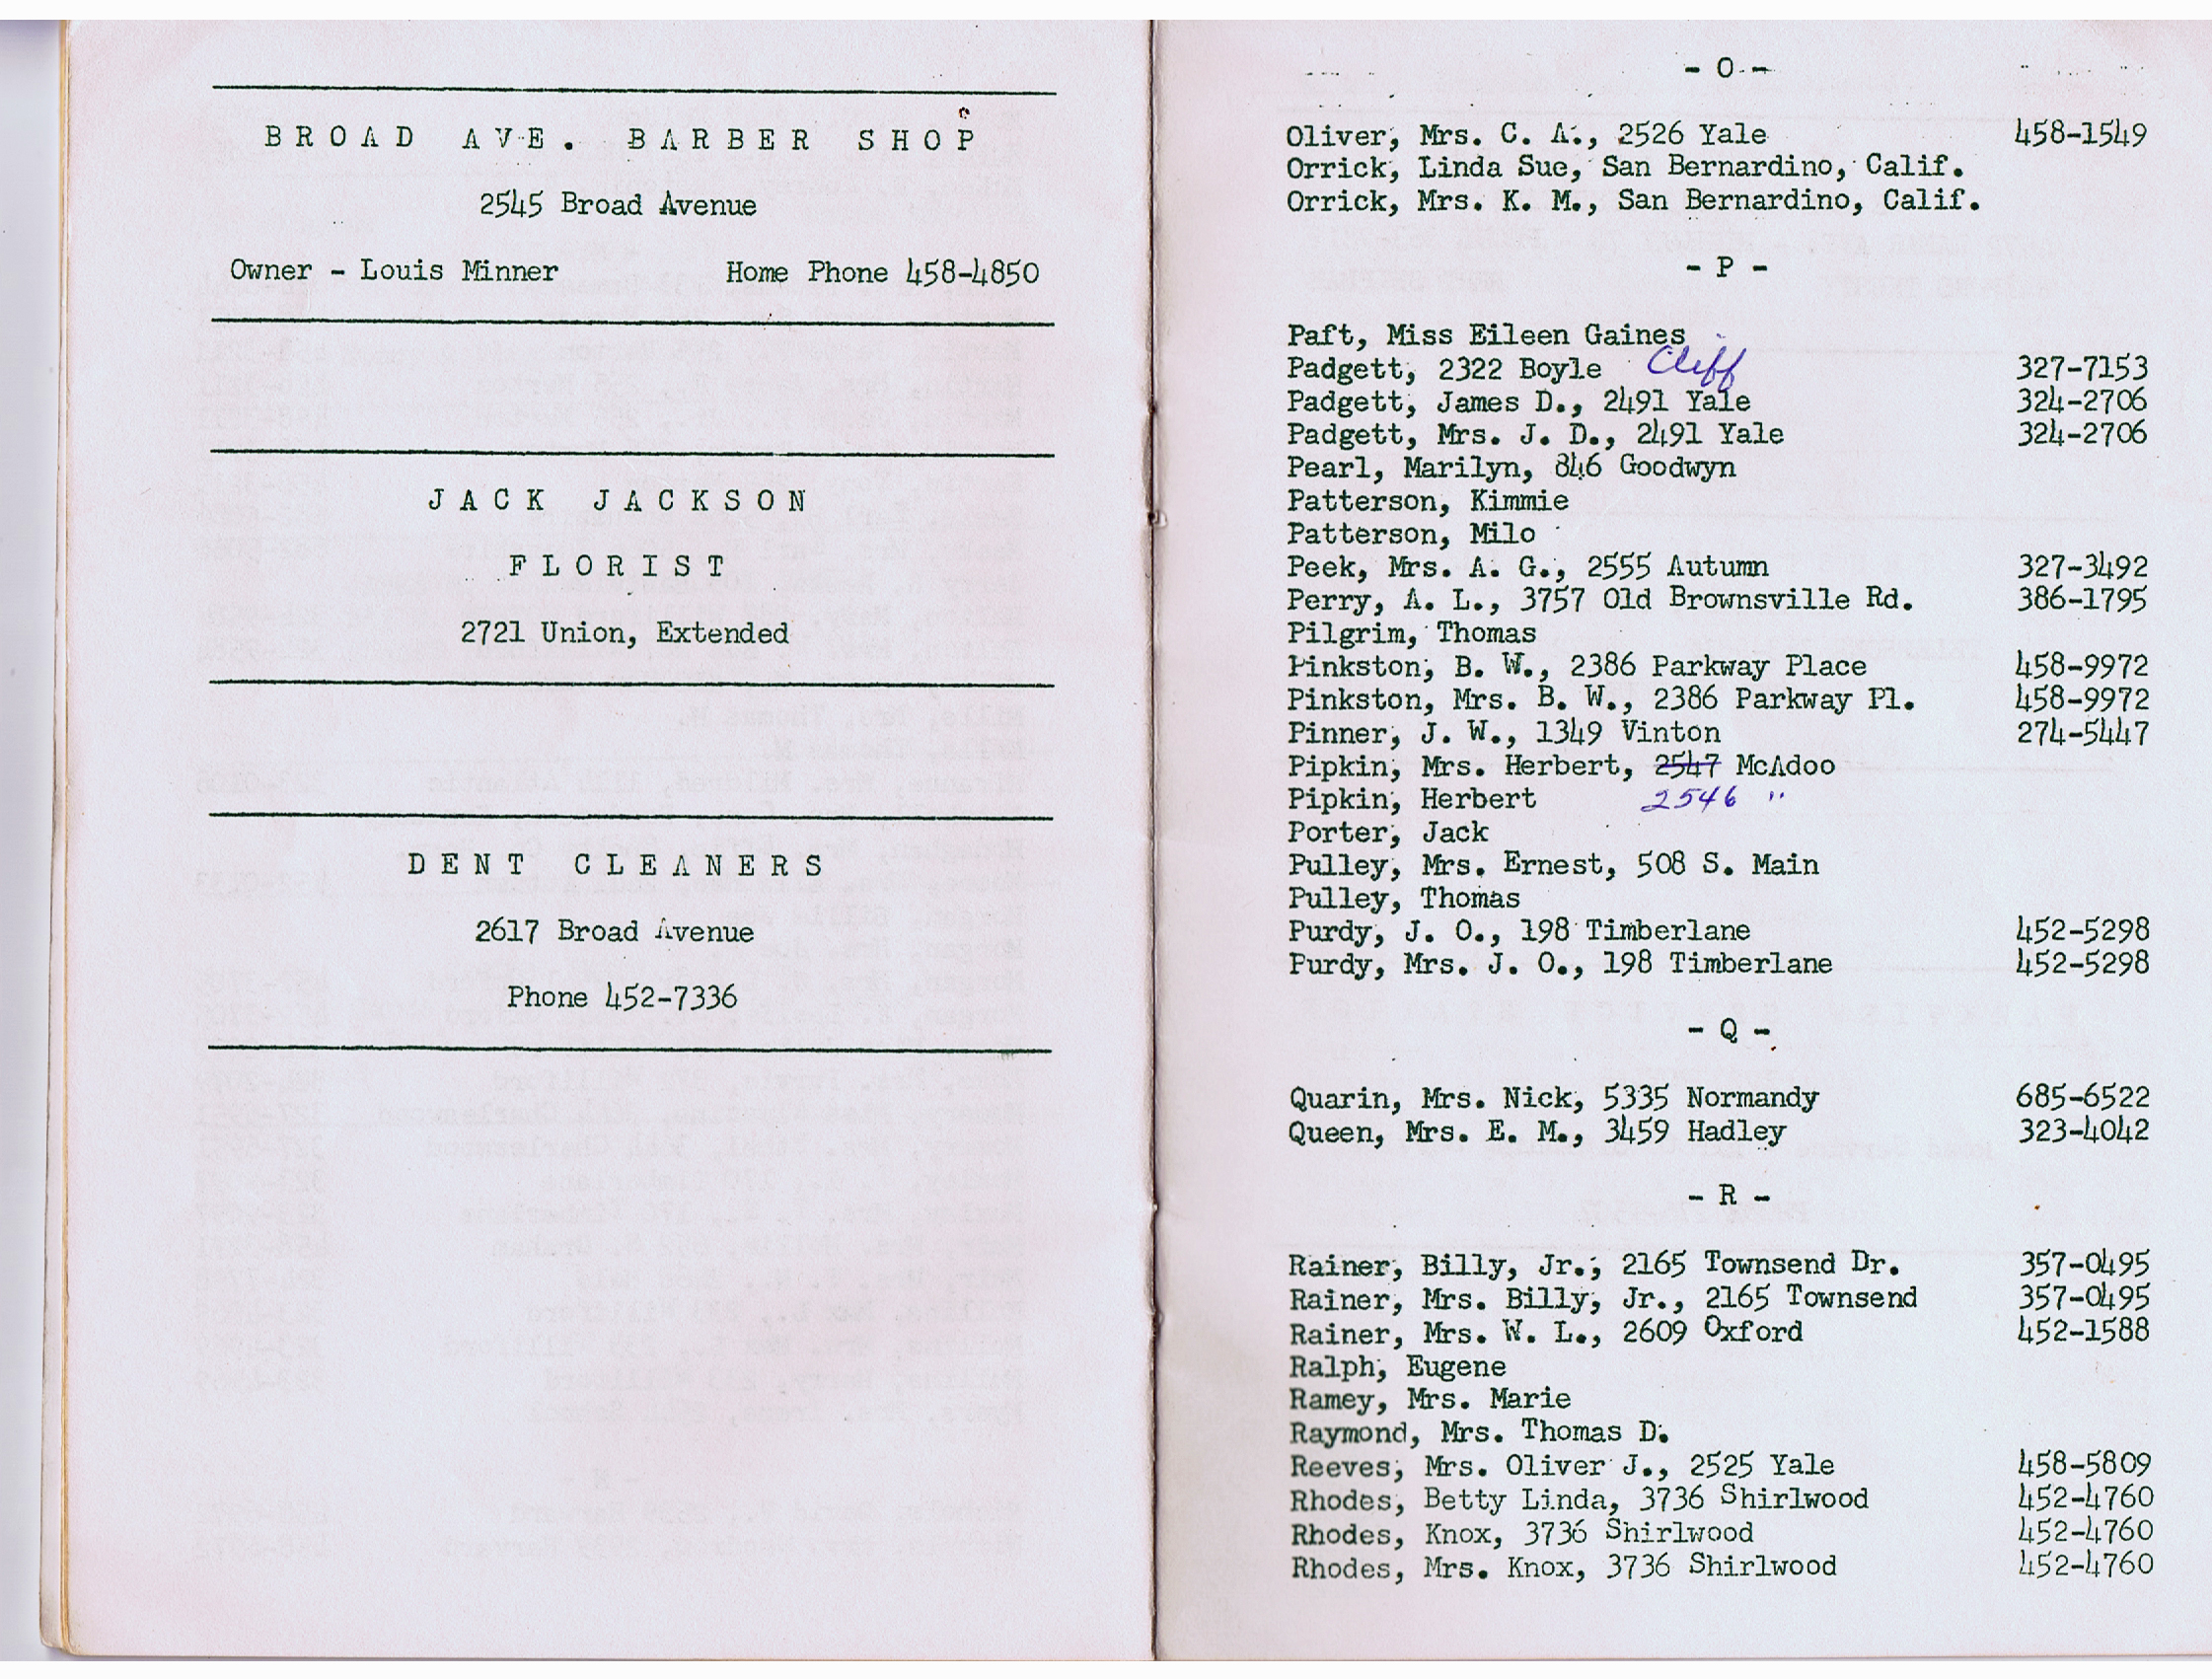 BROAD AVE. BARBER SHOP
2545 Broad Avenue
Owner - Louis Minner Home Phone 458-4850
JACK JACKSON
FLORIST
2721 Union, Extended
DENT CLEANERS
2617 Broad Avenue
Phone 452-7336
- O -
Oliver, Mrs. C. A., 2526 Yale 458-1549
Orrick, Linda Sue, San Bernardino, Calif.
Orrick, Mrs. K. M., San Bernardino, Calif.
- P -
Paft, Miss Eileen Gaines
Padgett, 2322 Boyle Cliff 327-7153
Padgett, James D., 2491 Yale 324-2706
Padgett, Mrs. J. D., 2491 Yale 324-2706
Pearl, Marilyn, 846 Goodwyn
Patterson, Kimmie
Patterson, Milo
Peek, Mrs. A. G., 2555 Autumn 327-3492
Perry, A. L., 3757 Old Brownsville Rd. 386-1795
Pilgrim, Thomas
Pinkston, B. W., 2386 Parkway Place 458-9972
Pinkston, Mrs. B. W., 2386 Parkway Pl. 458-9972
Pinner, J. W., 1349 Vinton 274-5447
Pipkin, Mrs. Herbert, 2547 McAdoo
Pipkin, Herbert 2546 "
Porter, Jack
Pulley, Mrs. Ernest, 508 S. Main
Pulley, Thomas
Purdy, J. O., 198 Timberlane 452-5298
Purdy, Mrs. J. O., 198 Timberlane 452-5298
- Q -
Quarin, Mrs. Nick, 5335 Normandy 685-6522
Queen, Mrs. E. M., 3459 Hadley 323-4042
- R -
Rainer, Billy, Jr., 2165 Townsend Dr. 357-0495
Rainer, Mrs. Billy, Jr., 2165 Townsend 357-0495
Rainer, Mrs. W. L., 2609 Oxford 452-1588
Ralph, Eugene
Ramey, Mrs. Marie
Raymond, Mrs. Thomas D.
Reeves, Mrs. Oliver J., 2525 Yale 458-5809
Rhodes, Betty Linda, 3736 Shirlwood 452-4760
Rhodes, Knox, 3736 Shirlwood 452-4760
Rhodes, Mrs. Knox, 3736 Shirlwood 452-4760